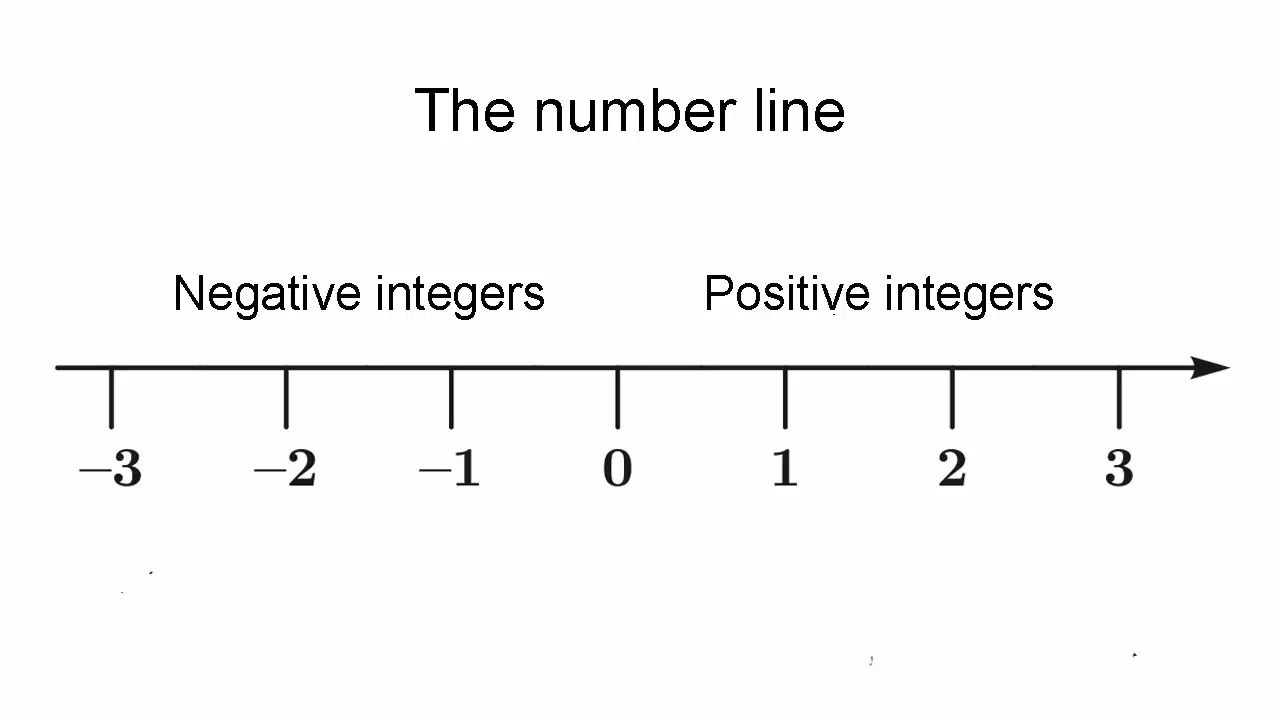 The number line
Negative integers Positive integers
–3 –2 –1 0 1 2 3